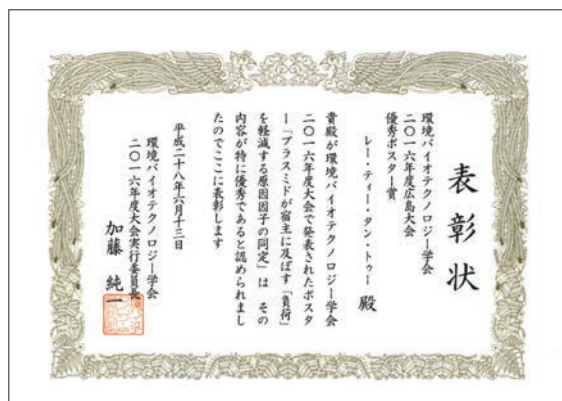 表彰状
環境バイオテクノロジー学会
二〇一六年度広島大会
優秀ポスター賞
レー・ティー・タン・トゥー 殿
貴殿が環境バイオテクノロジー学会
二〇一六年度大会で発表されたポスタ
ー「プラスミドが宿主に及ぼす「負荷」
を軽減する原因因子の同定」は その
内容が特に優秀であると認められまし
たのでここに表彰します
平成二十八年六月十三日
環境バイオテクノロジー学会
二〇一六年度大会実行委員長
加藤 純一